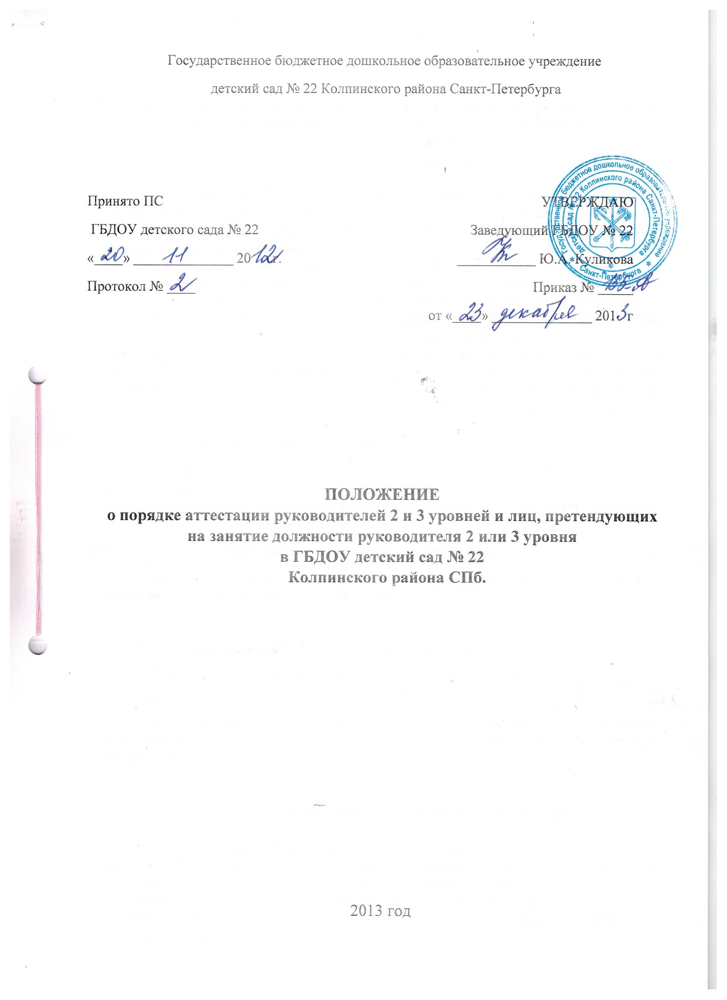 Государственное бюджетное дошкольное образовательное учреждение
детский сад № 22 Колпинского района Санкт-Петербурга
Принято ПС
ГБДОУ детского сада № 22
«20» 11 2012г.
Протокол № 2
УТВЕРЖДАЮ
Заведующий ГБДОУ № 22
Ю.А. Куликова
Приказ №
от «23» декабря 2013г
Государственное бюджетное дошкольное образовательное учреждение
детский сад № 22 Колпинского района Санкт-Петербурга
Санкт-Петербурга
ПОЛОЖЕНИЕ
о порядке аттестации руководителей 2 и 3 уровней и лиц, претендующих
на занятие должности руководителя 2 или 3 уровня
в ГБДОУ детский сад № 22
Колпинского района СПб.
2013 год